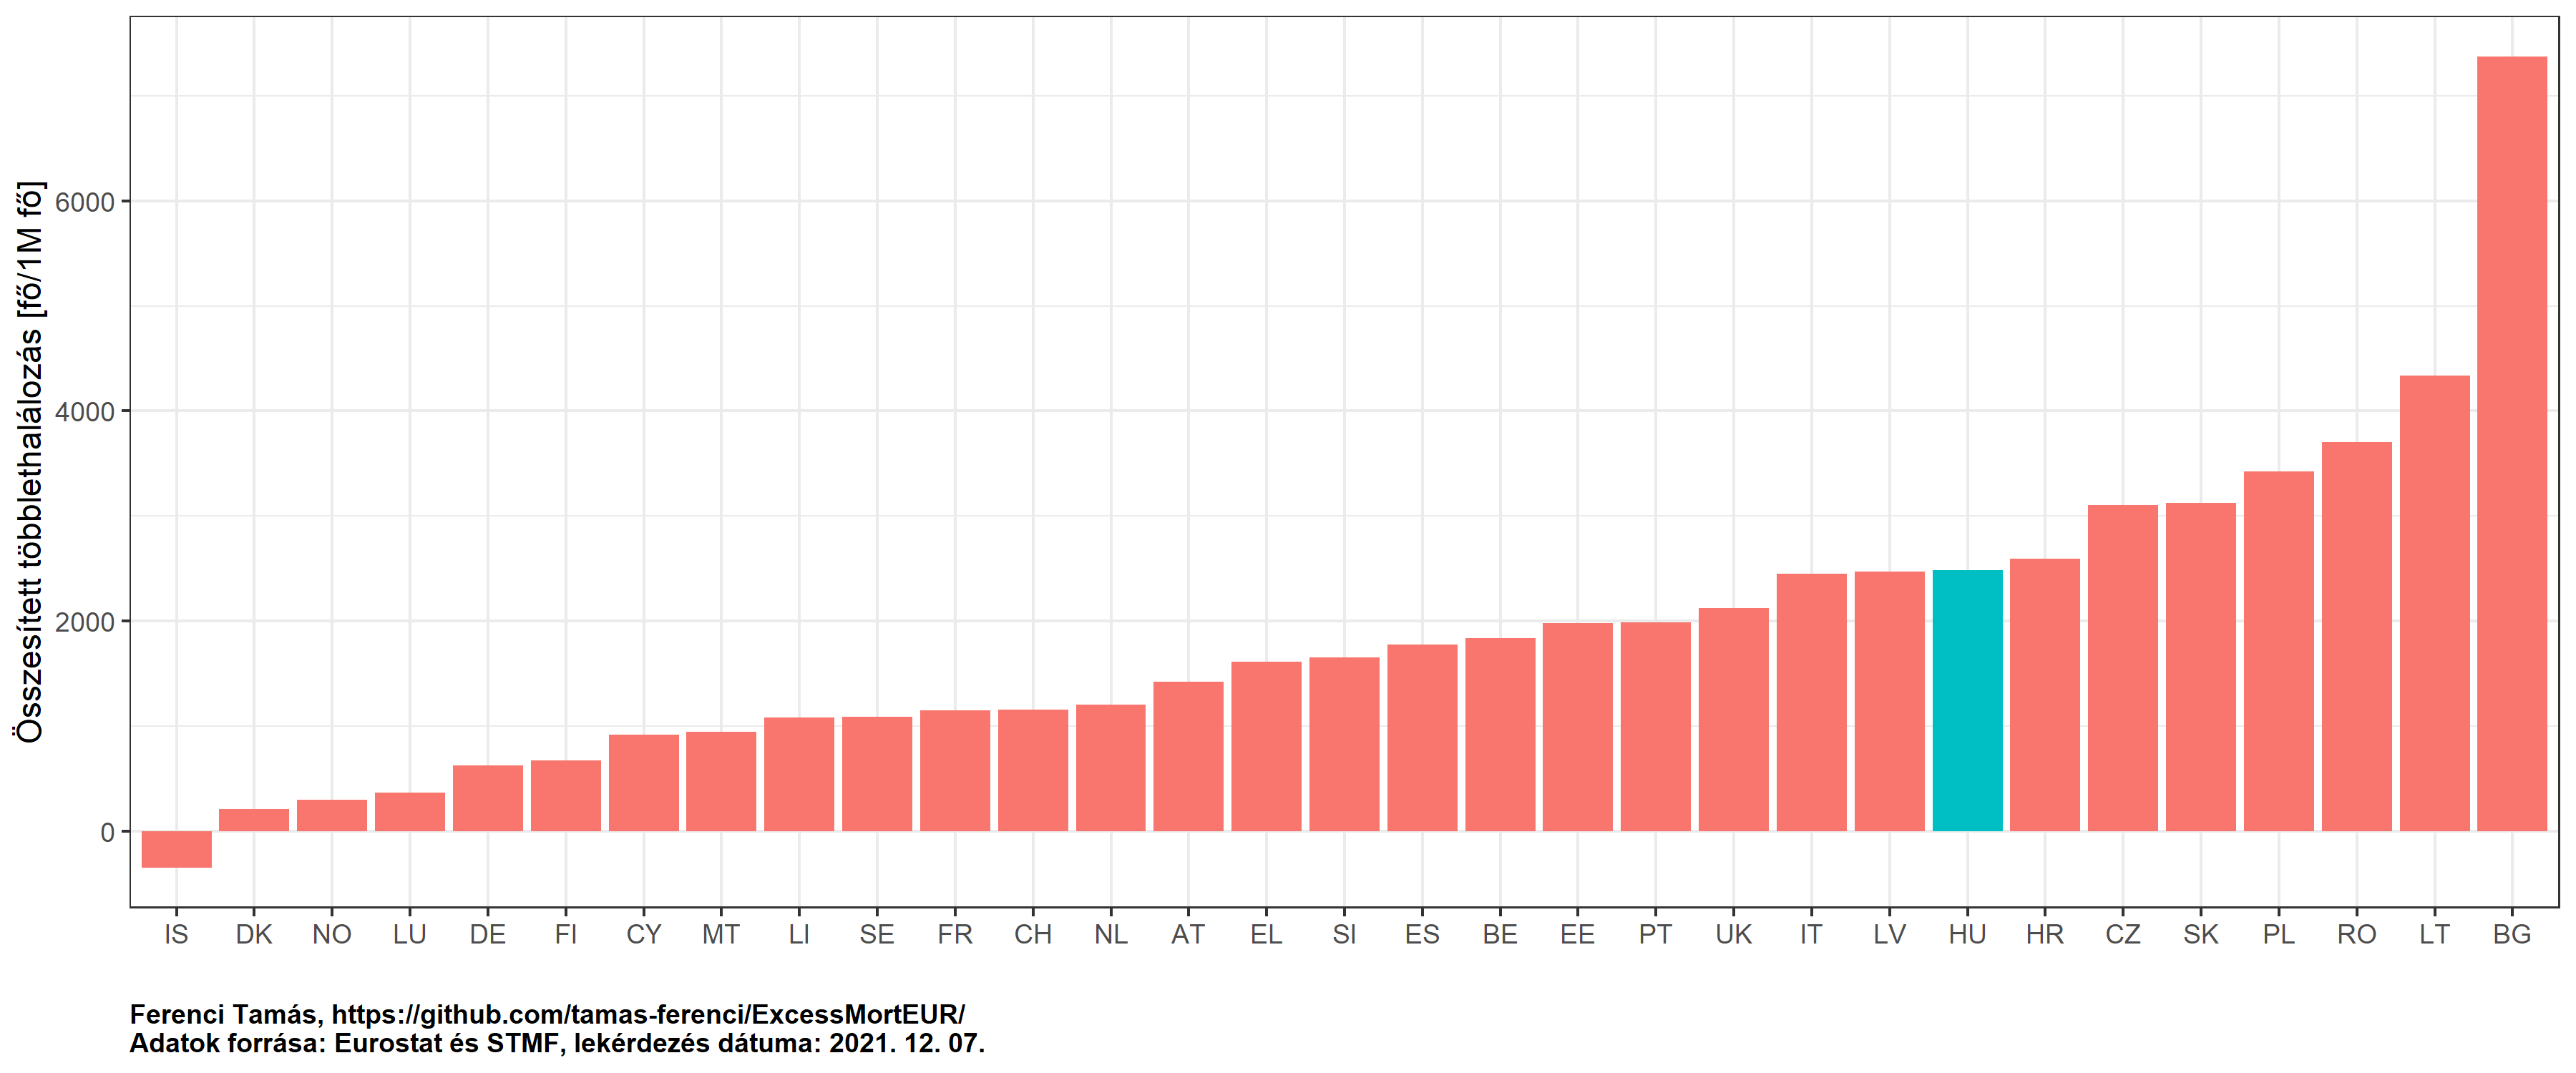 Összesített többlethalálozás [fő/1M fő]
6000
4000
2000
0
IS DK NO LU DE FI CY MT LI SE FR CH NL AT EL SI ES BE EE PT UK IT LV HU HR CZ SK PL RO LT BG
Ferenci Tamás, https://github.com/tamas-ferenci/ExcessMortEUR/
Adatok forrása: Eurostat és STMF, lekérdezés dátuma: 2021. 12. 07.